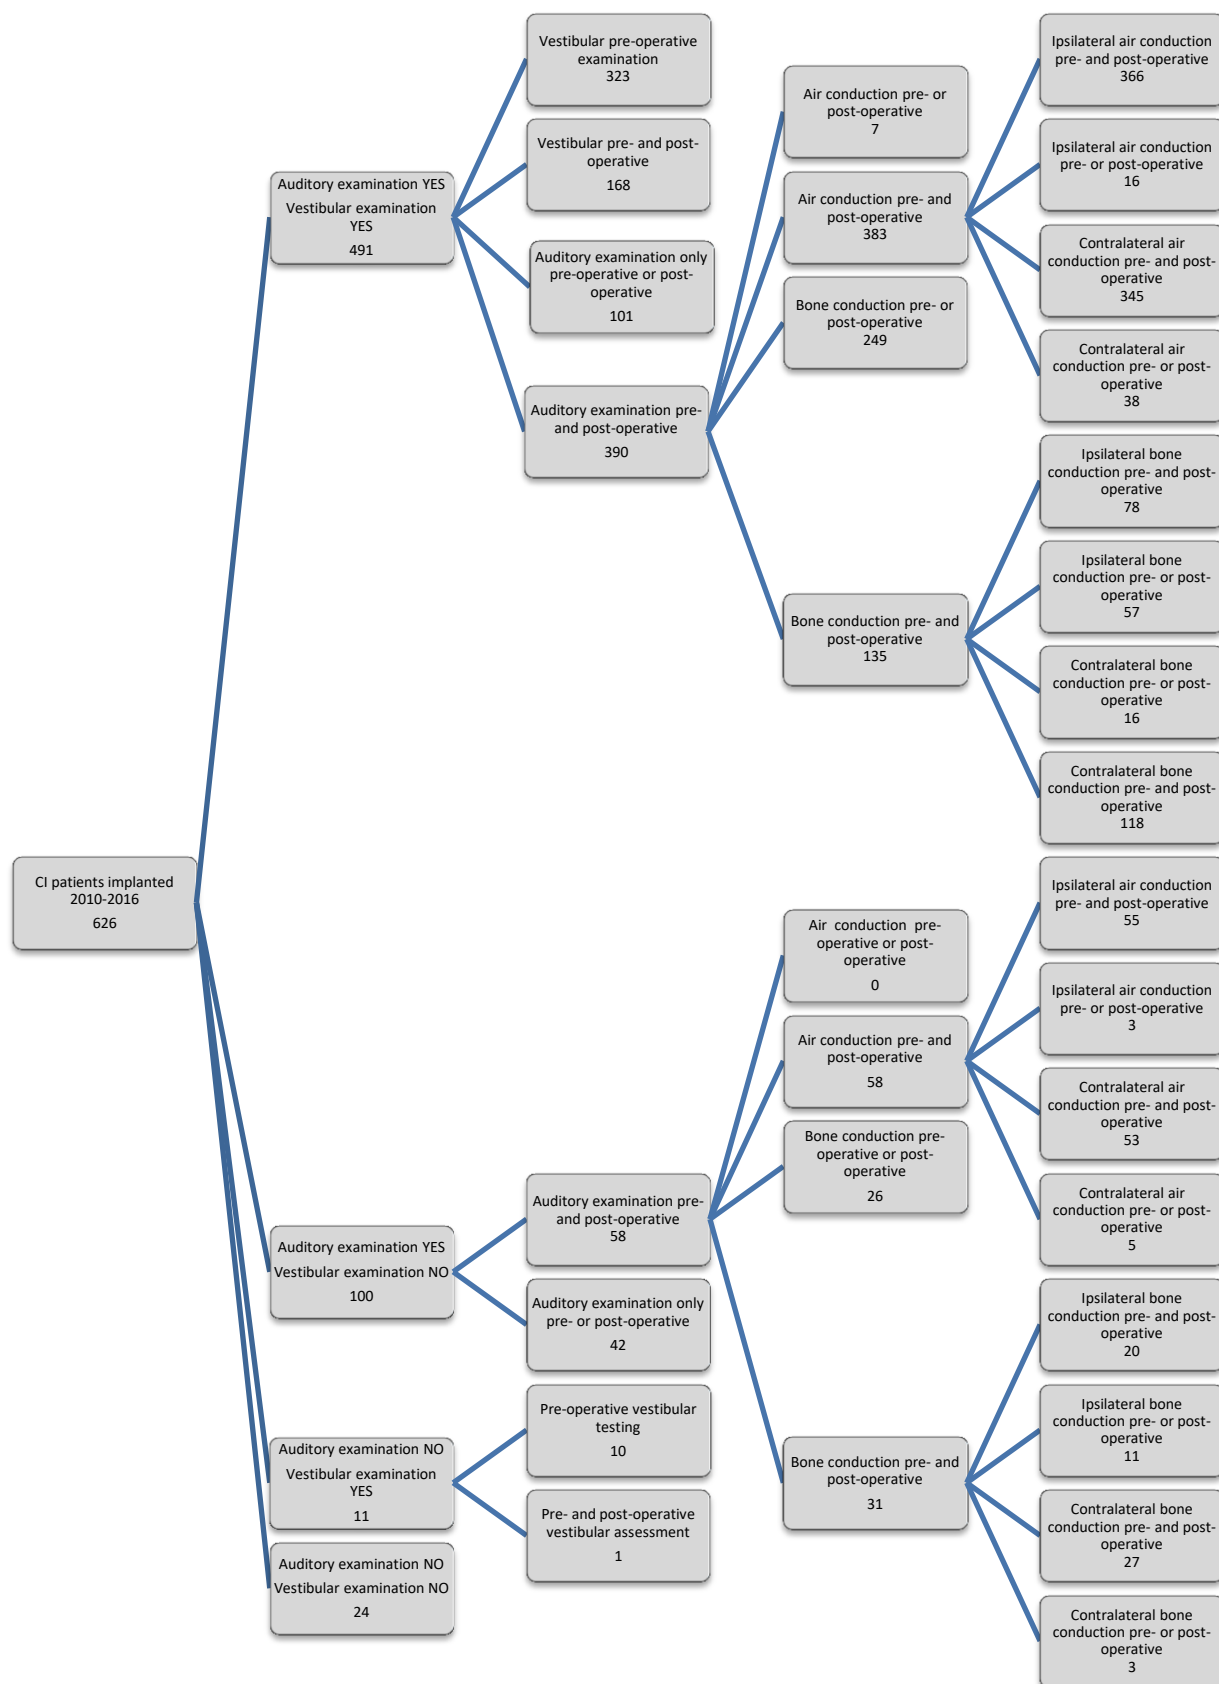 CI patients implanted
2010-2016
626
Auditory examination YES
Vestibular examination
YES
491
Auditory examination YES
Vestibular examination NO
100
Auditory examination NO
Vestibular examination
YES
11
Auditory examination NO
Vestibular examination NO
24
Vestibular pre-operative
examination
323
Vestibular pre- and post-
operative
168
Auditory examination only
pre-operative or post-
operative
101
Auditory examination pre-
and post-operative
390
Auditory examination pre-
and post-operative
58
Auditory examination only
pre- or post-operative
42
Pre-operative vestibular
testing
10
Pre- and post-operative
vestibular assessment
1
Air conduction pre- or
post-operative
7
Air conduction pre- and
post-operative
383
Bone conduction pre- or
post-operative
249
Bone conduction pre- and
post-operative
135
Air conduction pre-
operative or post-
operative
0
Air conduction pre- and
post-operative
58
Bone conduction pre-
operative or post-
operative
26
Bone conduction pre- and
post-operative
31
Ipsilateral air conduction
pre- and post-operative
366
Ipsilateral air conduction
pre- or post-operative
16
Contralateral air
conduction pre- and post-
operative
345
Contralateral air
conduction pre- or post-
operative
38
Ipsilateral bone
conduction pre- and post-
operative
78
Ipsilateral bone
conduction pre- or post-
operative
57
Contralateral bone
conduction pre- or post-
operative
16
Contralateral bone
conduction pre- and post-
operative
118
Ipsilateral air conduction
pre- and post-operative
55
Ipsilateral air conduction
pre- or post-operative
3
Contralateral air
conduction pre- and post-
operative
53
Contralateral air
conduction pre- or post-
operative
5
Ipsilateral bone
conduction pre- and post-
operative
20
Ipsilateral bone
conduction pre- or post-
operative
11
Contralateral bone
conduction pre- and post-
operative
27
Contralateral bone
conduction pre- or post-
operative
3